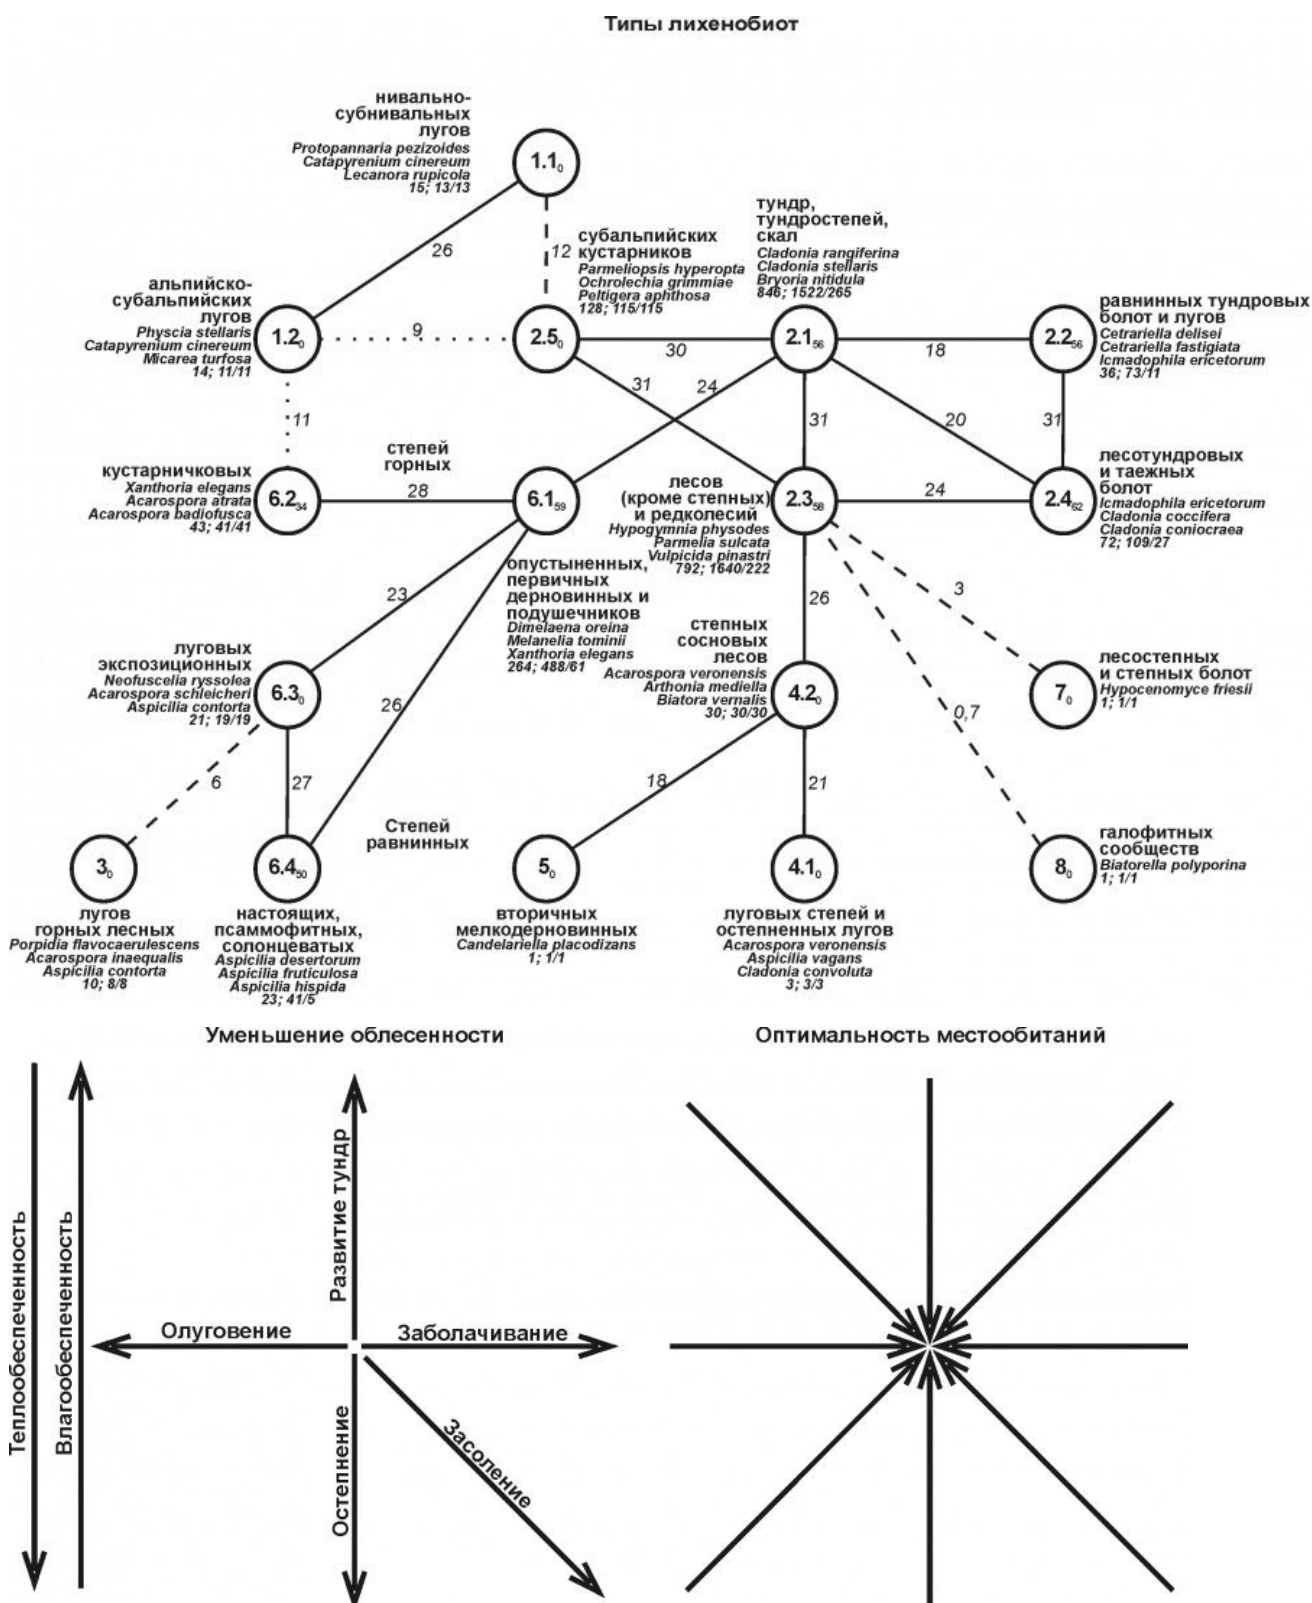 Типы лихенобиот
нивально-
субнивальных
лугов
Protopannaria pezizoides
Catapyrenium cinereum
Lecanora rupicola
15; 13/13
1.1₀
26
12
субальпийских
кустарников
Parmeliopsis hyperopta
Ochrolechia grimmiae
Peltigera aphthosa
128; 115/115
тундр,
тундростепей,
скал
Cladonia rangiferina
Cladonia stellaris
Bryoria nitidula
846; 1522/265
альпийско-
субальпийских
лугов
Physcia stellaris
Catapyrenium cinereum
Micarea turfosa
14; 11/11
1.2₀
9
2.5₀
30
2.1₅₆
18
2.2₅₆
равнинных тундровых
болот и лугов
Cetrariella delisei
Cetrariella fastigiata
Icmadophila ericetorum
36; 73/11
11
31
24
31
20
31
кустарничковых
Xanthoria elegans
Acarospora atrata
Acarospora badiofusca
43; 41/41
6.2₃₄
степей
горных
28
6.1₅₉
лесов
(кроме степных)
и редколесий
Hypogymnia physodes
Parmelia sulcata
Vulpicida pinastri
792; 1640/222
2.3₅₈
24
2.4₆₂
лесотундровых
и таежных
болот
Icmadophila ericetorum
Cladonia coccifera
Cladonia coniocraea
72; 109/27
опустыненных,
первичных
дерновинных и
подушечников
Dimelaena oreina
Melanelia tominii
Xanthoria elegans
264; 488/61
23
26
26
3
0,7
луговых
экспозиционных
Neofuscelia ryssolea
Acarospora schleicheri
Aspicilia contorta
21; 19/19
6.3₀
степных
сосновых
лесов
Acarospora veronensis
Arthonia mediella
Biatora vernalis
30; 30/30
4.2₀
7₀
лесостепных
и степных болот
Hypocenomyce friesii
1; 1/1
6
27
18
21
Степей
равнинных
3₀
6.4₅₀
5₀
4.1₀
8₀
галофитных
сообществ
Biatorella polyporina
1; 1/1
лугов
горных лесных
Porpidia flavocaerulescens
Acarospora inaequalis
Aspicilia contorta
10; 8/8
настоящих,
псаммофитных,
солонцеватых
Aspicilia desertorum
Aspicilia fruticulosa
Aspicilia hispida
23; 41/5
вторичных
мелкодерновинных
Candelariella placodizans
1; 1/1
луговых степей и
остепненных лугов
Acarospora veronensis
Aspicilia vagans
Cladonia convoluta
3; 3/3
Уменьшение облесенности
Оптимальность местообитаний
Теплообеспеченность
Влагообеспеченность
Развитие тундр
Олуговение
Заболачивание
Остепнение
Засоление